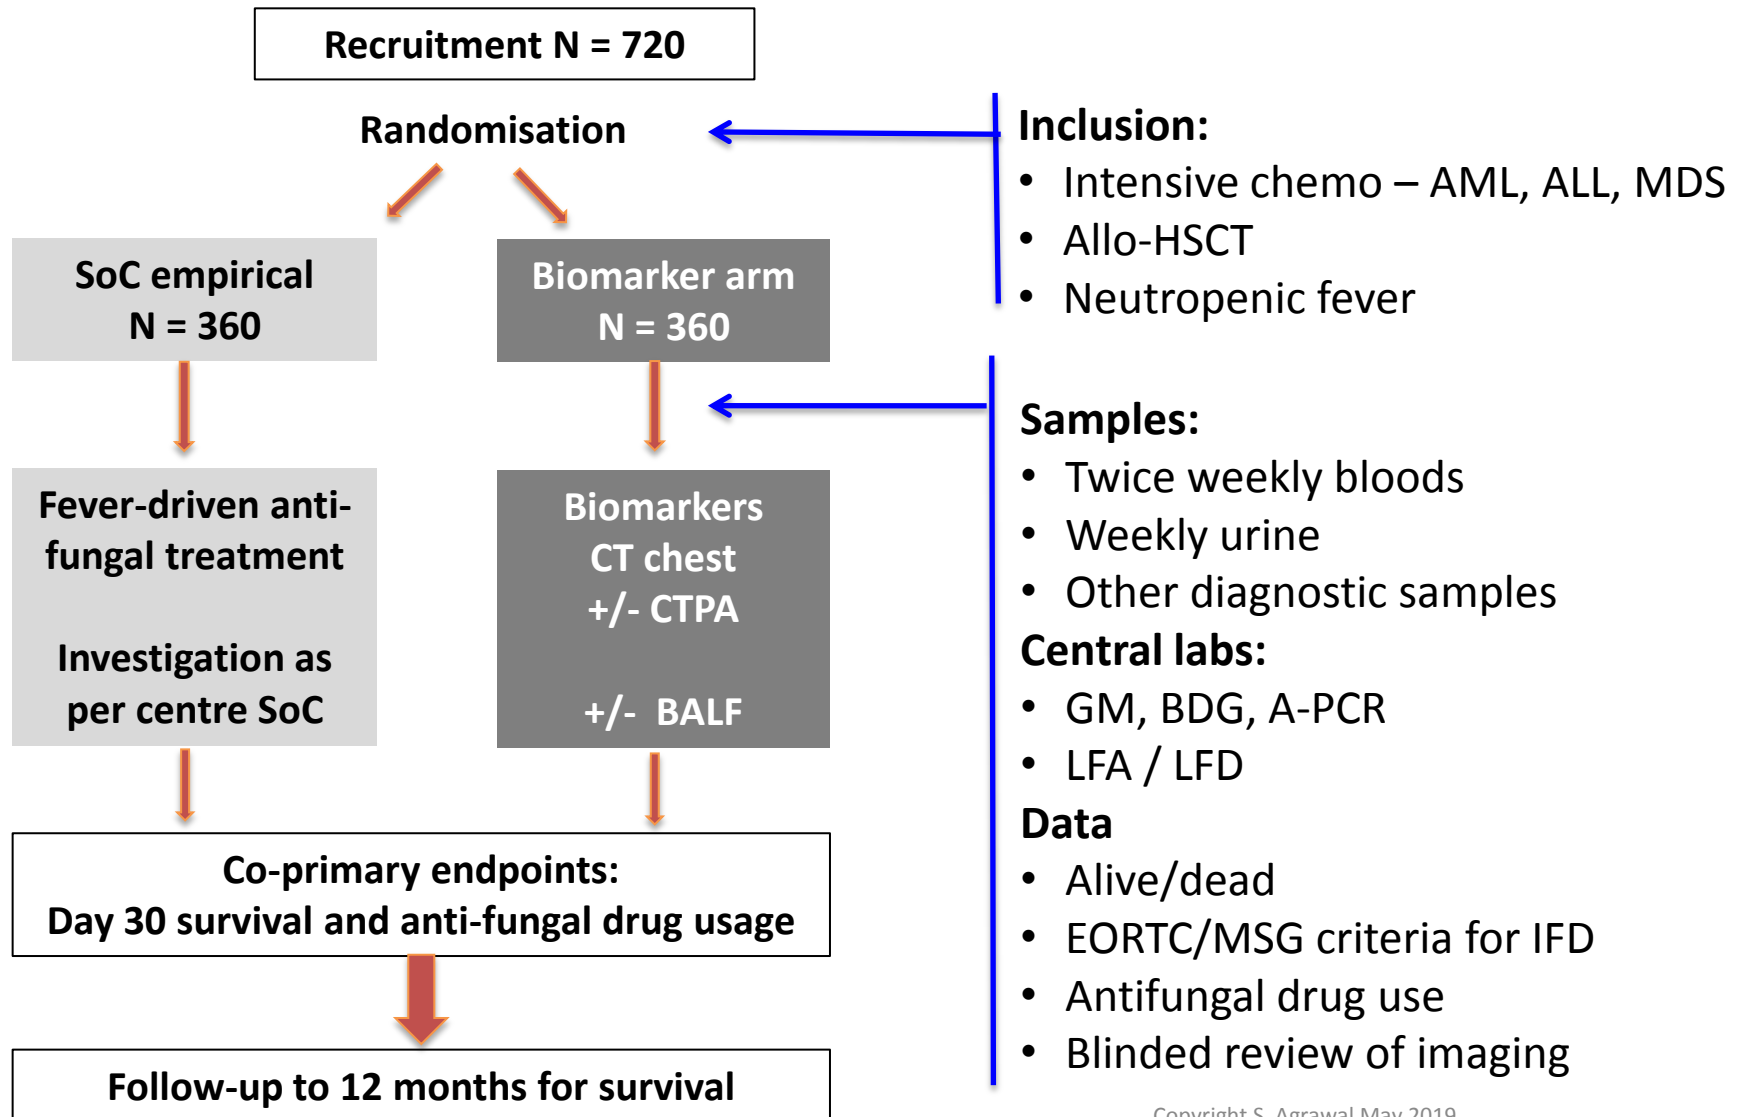 Recruitment N = 720
Randomisation
SoC empirical
N = 360
Biomarker arm
N = 360
Fever-driven anti-
fungal treatment
Investigation as
per centre SoC
Biomarkers
CT chest
+/- CTPA
+/- BALF
Co-primary endpoints:
Day 30 survival and anti-fungal drug usage
Follow-up to 12 months for survival
Inclusion:
• Intensive chemo – AML, ALL, MDS
• Allo-HSCT
• Neutropenic fever
Samples:
• Twice weekly bloods
• Weekly urine
• Other diagnostic samples
Central labs:
• GM, BDG, A-PCR
• LFA / LFD
Data
• Alive/dead
• EORTC/MSG criteria for IFD
• Antifungal drug use
• Blinded review of imaging
Copyright S. Agrawal May 2019